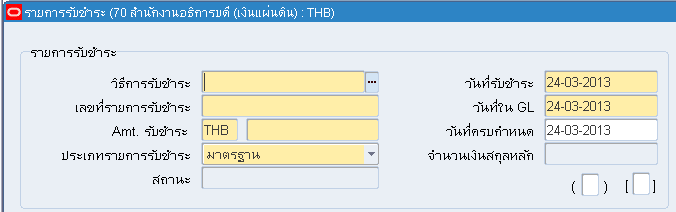 รายการรับชำระ (70 สำนักงานอธิการบดี (เงินแผ่นดิน) : THB)
รายการรับชำระ
วิธีการรับชำระ ... วันที่รับชำระ 24-03-2013
เลขที่รายการรับชำระ วันที่ใน GL 24-03-2013
Amt. รับชำระ THB วันที่ครบกำหนด 24-03-2013
ประเภทรายการรับชำระ มาตรฐาน จำนวนเงินสกุลหลัก
สถานะ ( ) [ ]